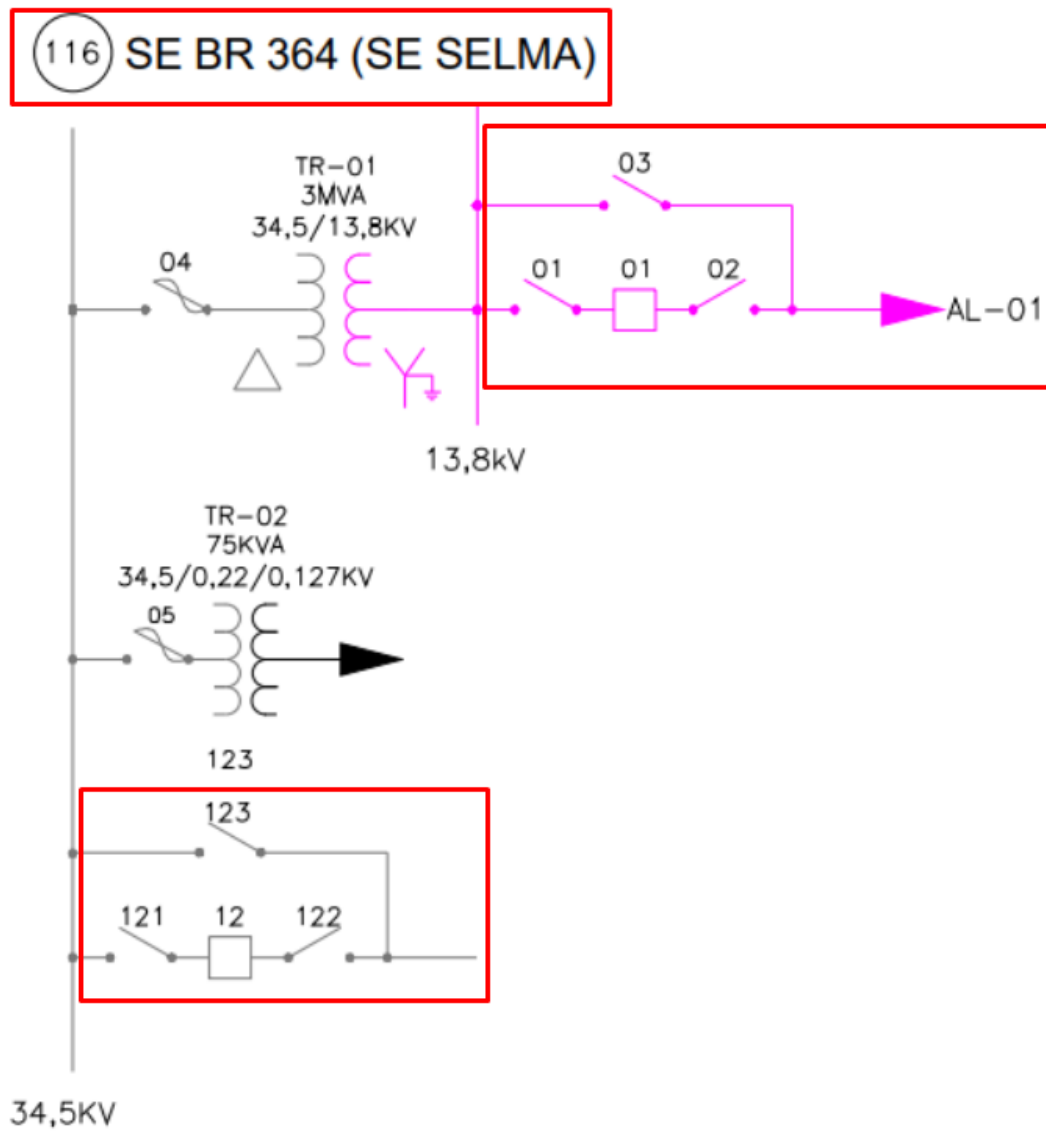 116 SE BR 364 (SE SELMA)
TR-01
3MVA
34,5/13,8KV
04
03
01 01 02
AL-01
13,8kV
TR-02
75KVA
34,5/0,22/0,127KV
05
123
123
121 12 122
34,5KV